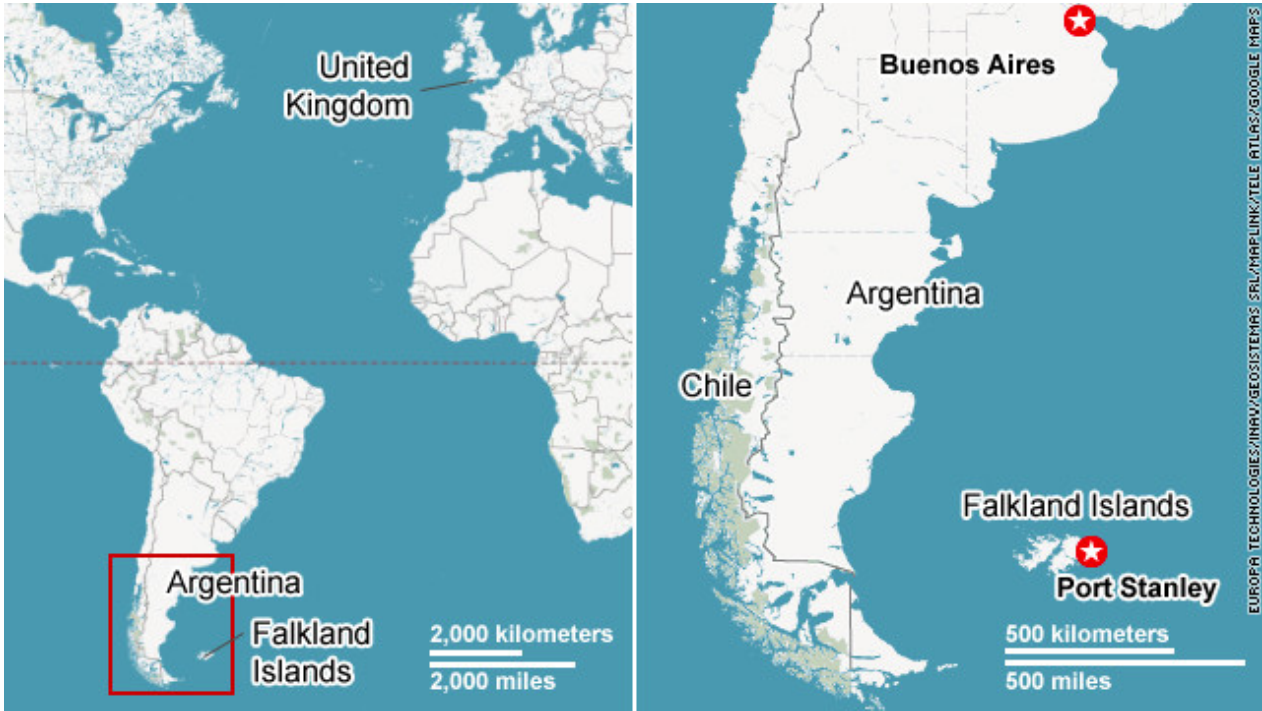 United
Kingdom
Argentina
Falkland
Islands
2,000 kilometers
2,000 miles
Buenos Aires
Argentina
Chile
Falkland Islands
Port Stanley
500 kilometers
500 miles
EUROPA TECHNOLOGIES/INAV/GEOSISTEMAS SRL/MAPLINK/TELE ATLAS/GOOGLE MAPS